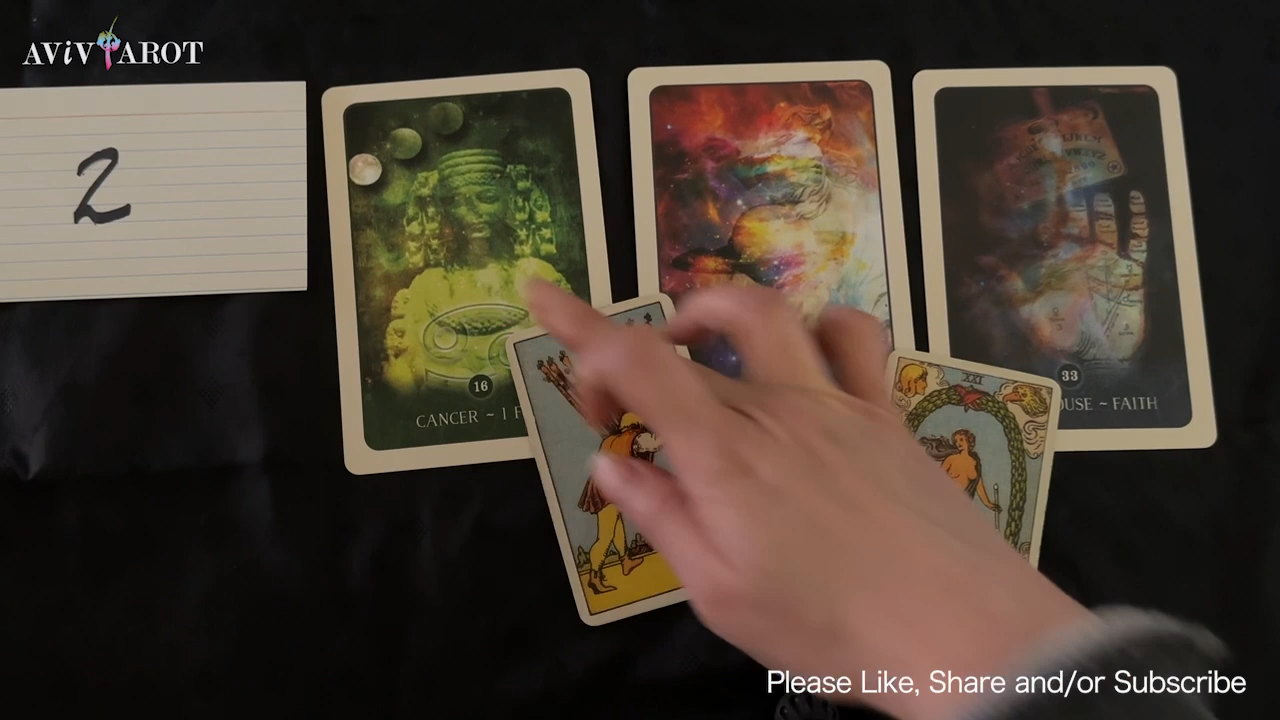 AViVTAROT
2
16
CANCER ~ I F
XXI
33
OUSE ~ FAITH
Please Like, Share and/or Subscribe